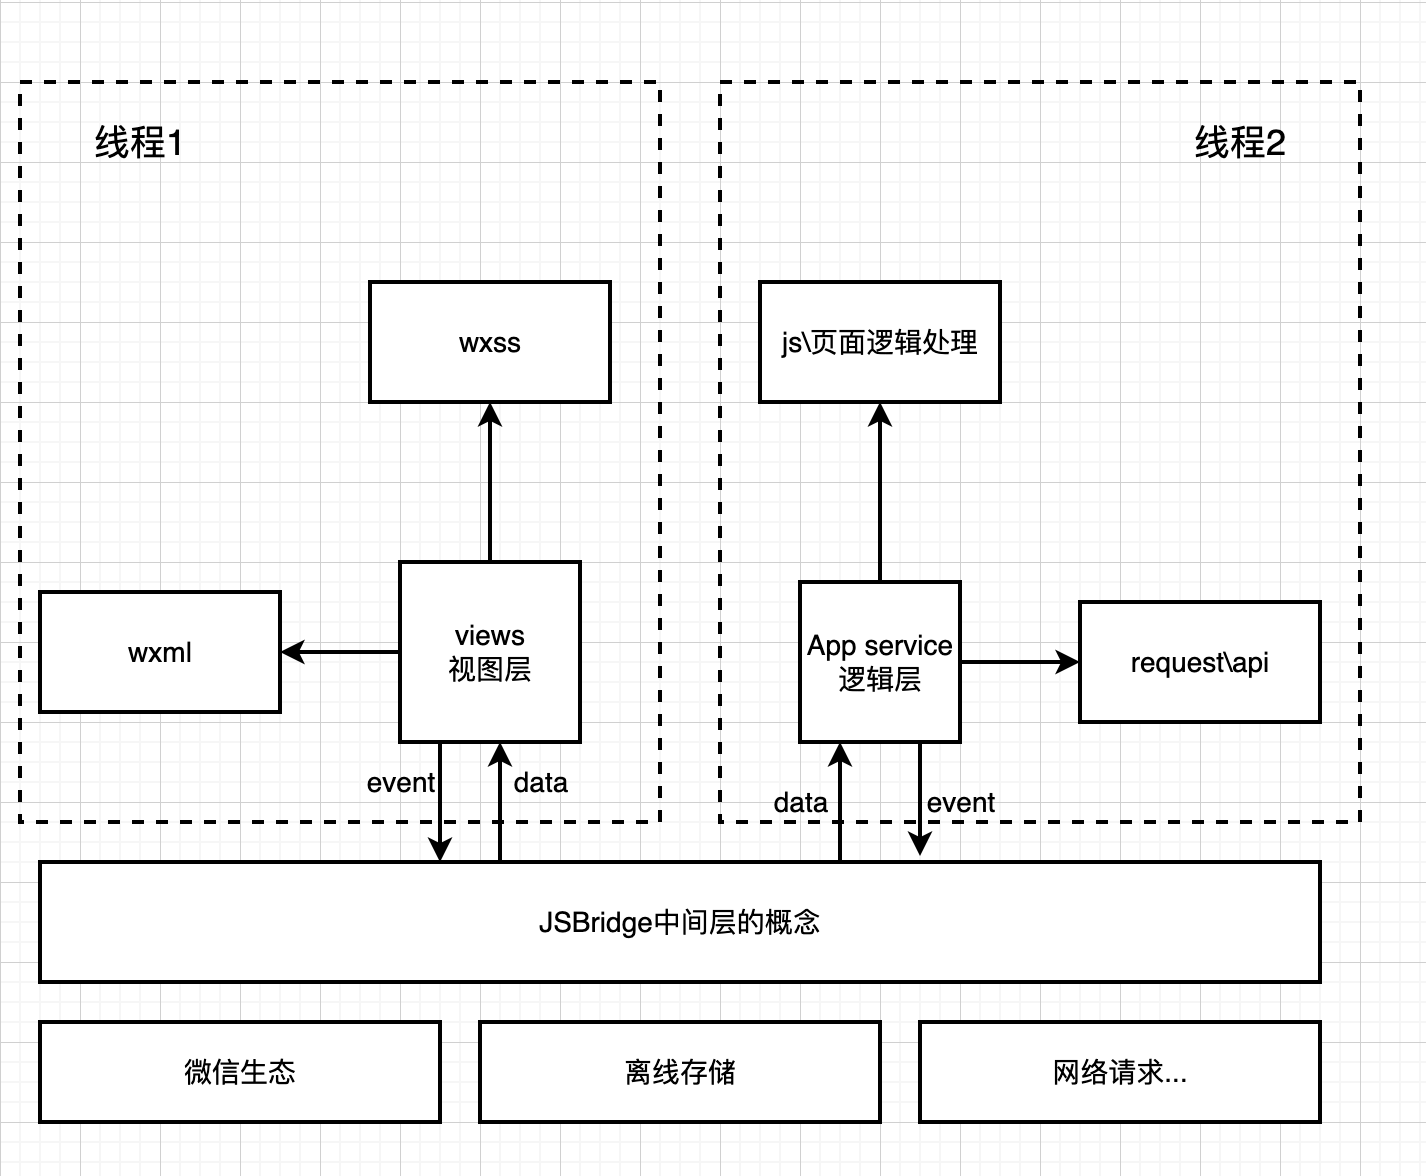 线程1
线程2
wxss
js\页面逻辑处理
wxml
views
视图层
App service
逻辑层
request\api
event
data
data
event
JSBridge中间层的概念
微信生态
离线存储
网络请求...